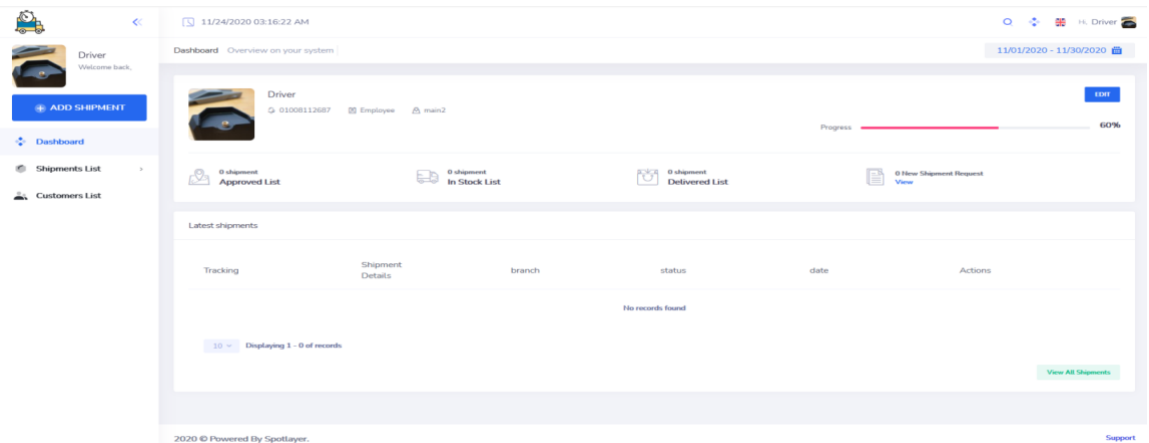 11/24/2020 03:16:22 AM
Hi, Driver
Driver
Welcome back,
ADD SHIPMENT
Dashboard
Shipments List
Customers List
Dashboard Overview on your system
11/01/2020 - 11/30/2020
Driver
01008112687 Employee main2
EDIT
Progress 60%
0 shipment
Approved List
0 shipment
In Stock List
0 shipment
Delivered List
0 New Shipment Request
View
Latest shipments
Tracking Shipment Details branch status date Actions
No records found
10 Displaying 1 - 0 of records
View All Shipments
2020 © Powered By Spotlayer. Support